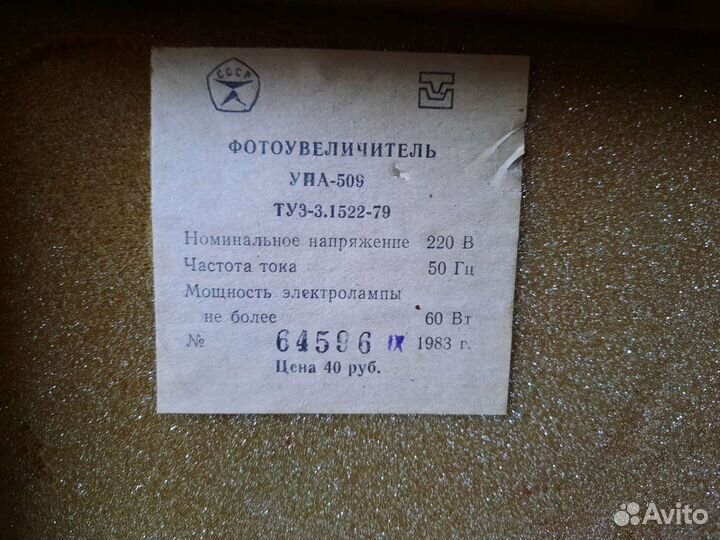 СССР
ФОТОУВЕЛИЧИТЕЛЬ
УПА-509
ТУ3-3.1522-79
Номинальное напряжение 220 В
Частота тока 50 Гц
Мощность электролампы
не более 60 Вт
№ 64596 IX 1983 г.
Цена 40 руб.
Avito